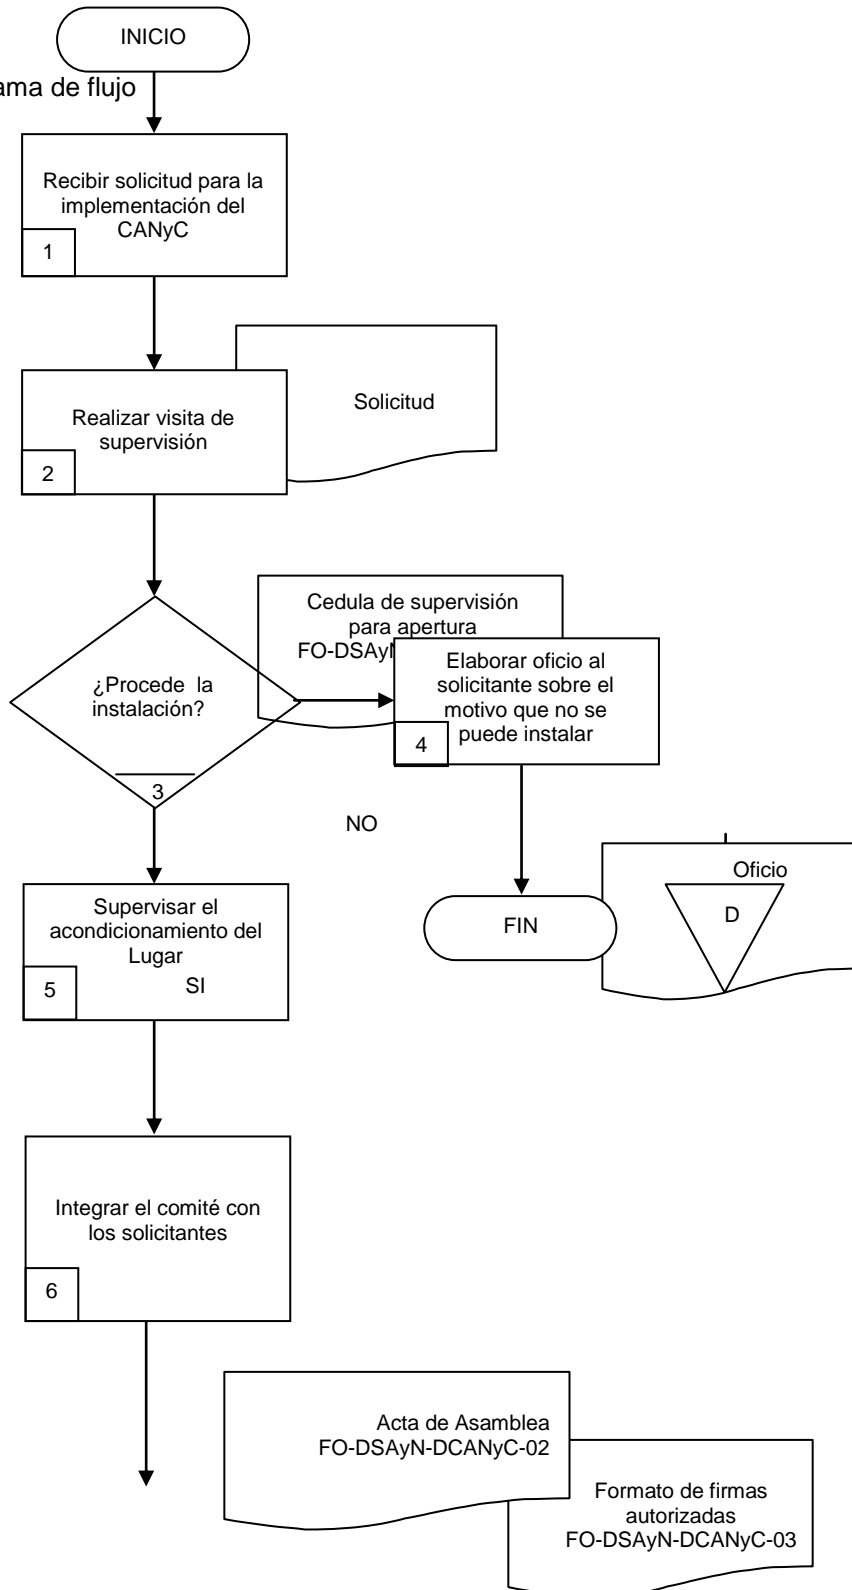 INICIO
ama de flujo
Recibir solicitud para la
implementación del
CANyC
1
Solicitud
Realizar visita de
supervisión
2
Cedula de supervisión
para apertura
FO-DSAyN
¿Procede la
instalación?
3
Elaborar oficio al
solicitante sobre el
motivo que no se
puede instalar
4
NO
Oficio
D
FIN
Supervisar el
acondicionamiento del
Lugar
SI
5
Integrar el comité con
los solicitantes
6
Acta de Asamblea
FO-DSAyN-DCANyC-02
Formato de firmas
autorizadas
FO-DSAyN-DCANyC-03